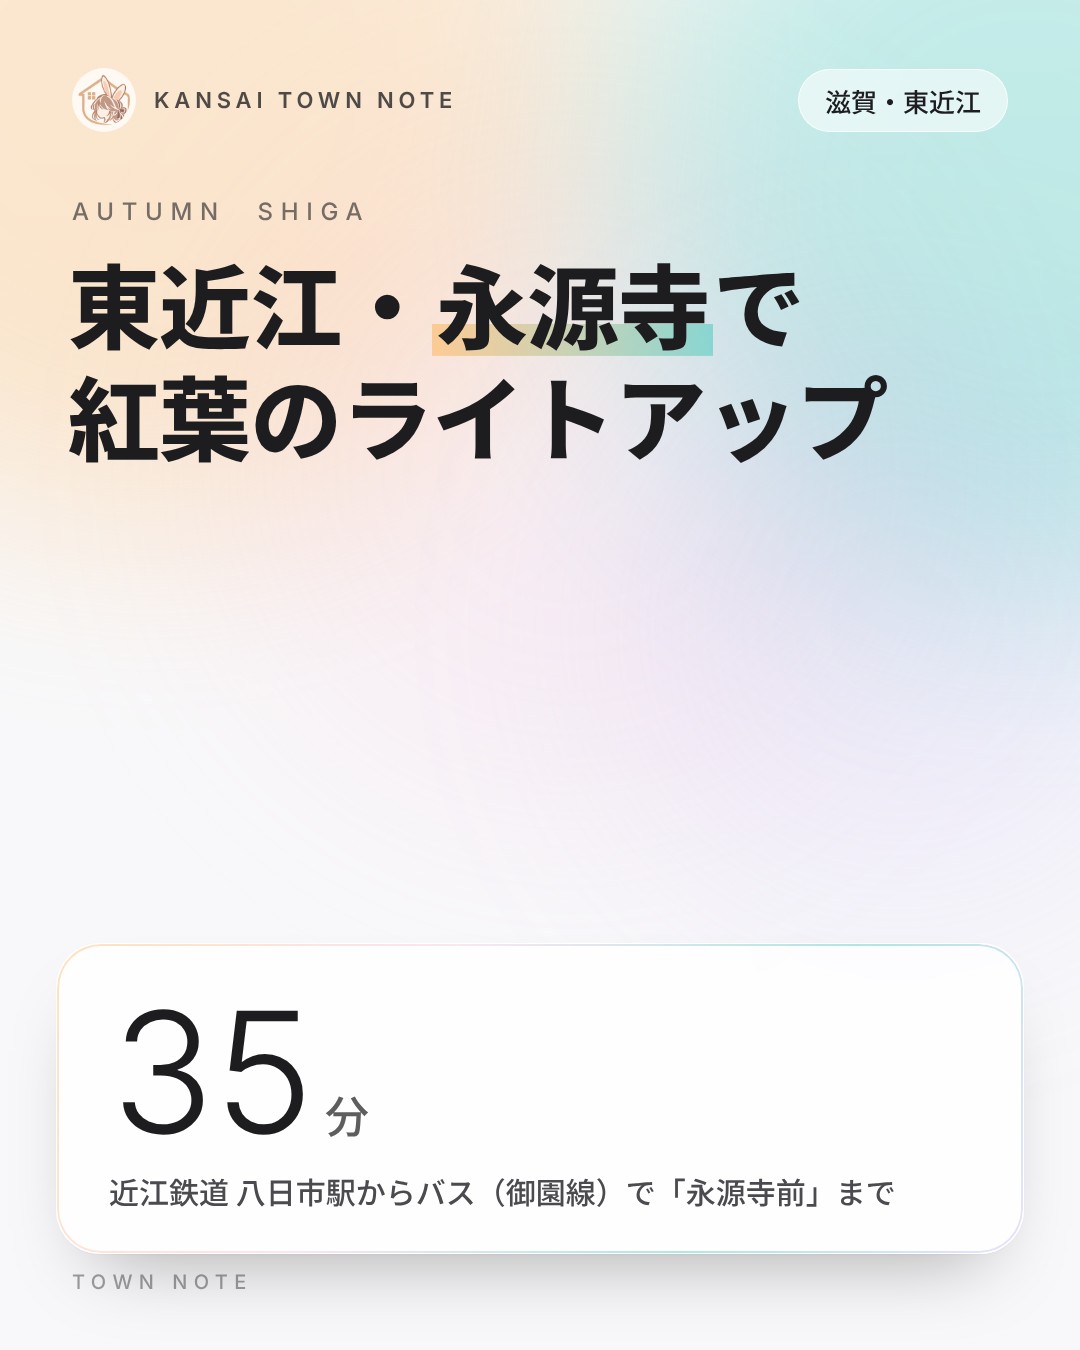 KANSAI TOWN NOTE
滋賀・東近江
AUTUMN SHIGA
東近江・永源寺で
紅葉のライトアップ
35分
近江鉄道 八日市駅からバス（御園線）で「永源寺前」まで
TOWN NOTE